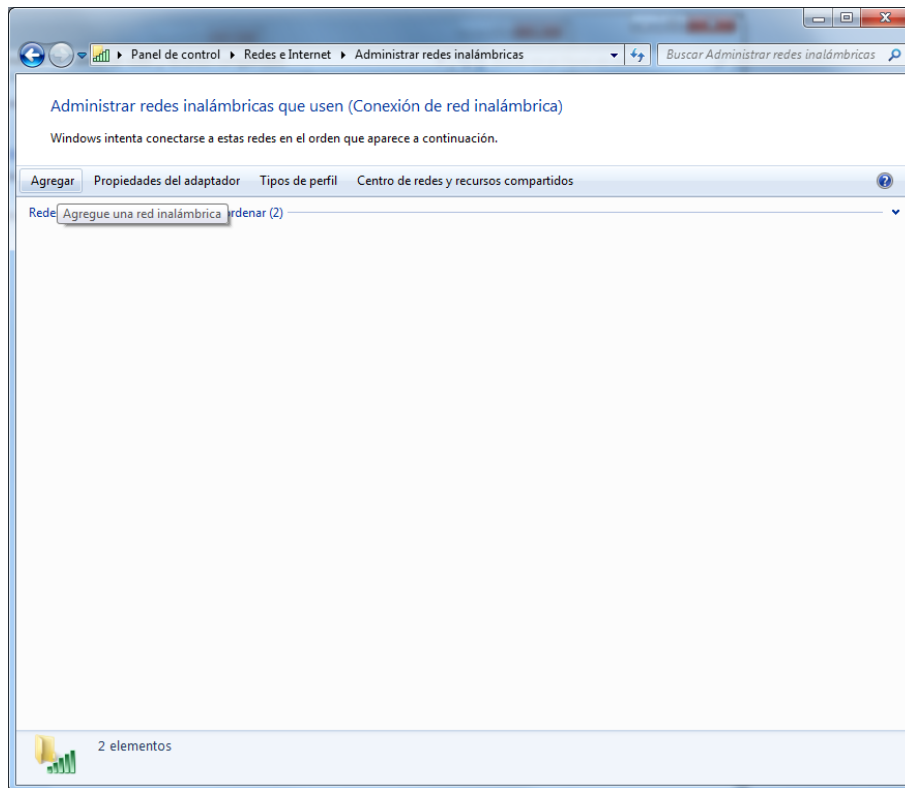 Panel de control Redes e Internet Administrar redes inalámbricas
Buscar Administrar redes inalámbricas
Administrar redes inalámbricas que usen (Conexión de red inalámbrica)
Windows intenta conectarse a estas redes en el orden que aparece a continuación.
Agregar Propiedades del adaptador Tipos de perfil Centro de redes y recursos compartidos
Agregue una red inalámbrica
(2)
2 elementos